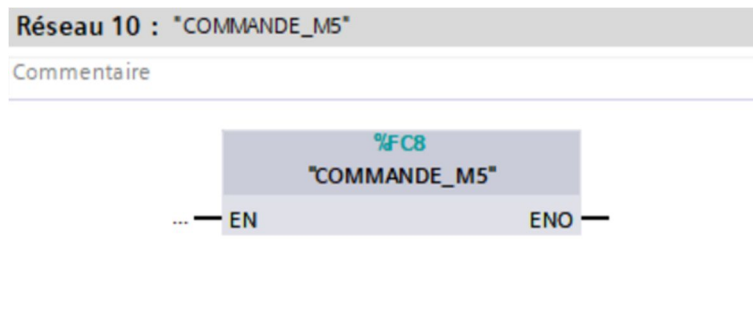 Réseau 10 : "COMMANDE_M5"
Commentaire
%FC8
"COMMANDE_M5"
... EN ENO